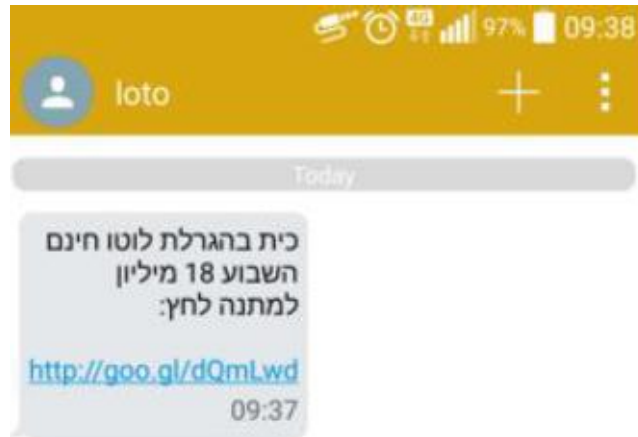 4G 97% 09:38
loto
Today
כית בהגרלת לוטו חינם
השבוע 18 מיליון
למתנה לחץ:
http://goo.gl/dQmLwd
09:37